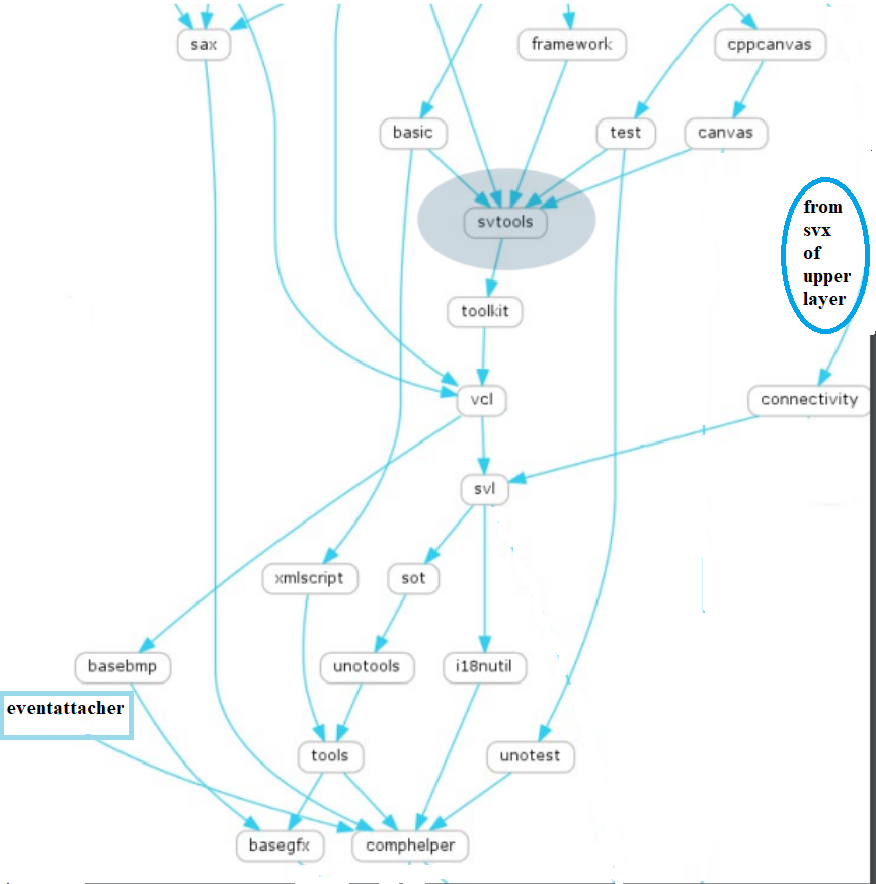 sax
framework
cppcanvas
basic
test
canvas
from
svx
of
upper
layer
svtools
toolkit
vcl
connectivity
svl
xmlscript
sot
basebmp
unotools
i18nutil
eventattacher
tools
unotest
basegfx
comphelper